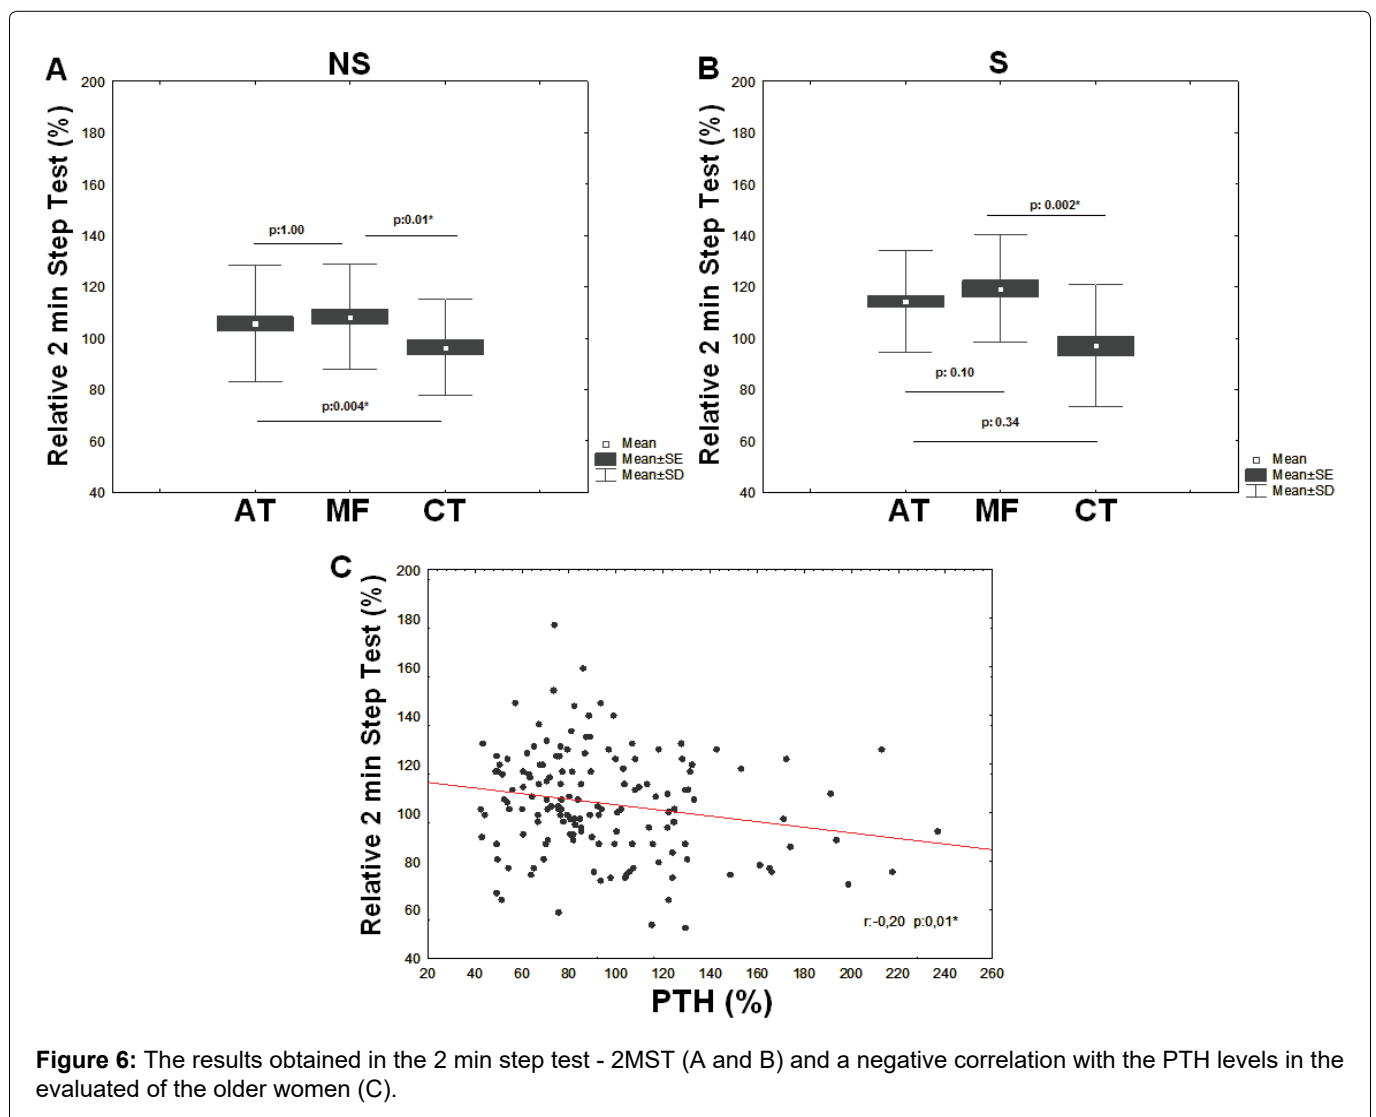 A
NS
Relative 2 min Step Test (%)
200
180
160
140
120
100
80
60
40
p:1.00
p:0.01*
p:0.004*
AT MF CT
Mean
Mean±SE
Mean±SD
B
S
Relative 2 min Step Test (%)
200
180
160
140
120
100
80
60
40
p: 0.002*
p: 0.10
p: 0.34
AT MF CT
Mean
Mean±SE
Mean±SD
C
Relative 2 min Step Test (%)
200
180
160
140
120
100
80
60
40
r:-0,20 p:0,01*
20 40 60 80 100 120 140 160 180 200 220 240 260
PTH (%)
Figure 6: The results obtained in the 2 min step test - 2MST (A and B) and a negative correlation with the PTH levels in the
evaluated of the older women (C).